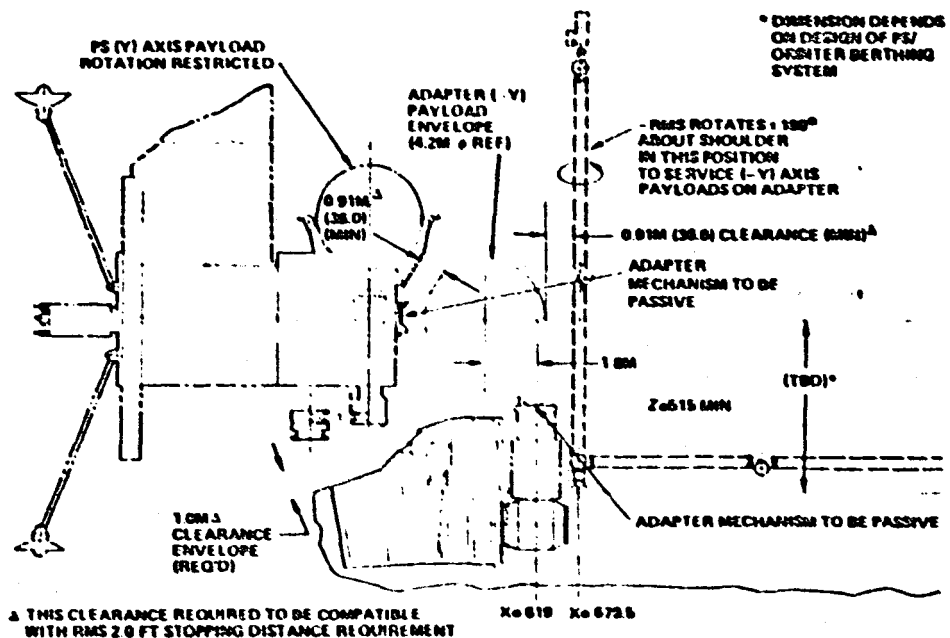 PS (Y) AXIS PAYLOAD
ROTATION RESTRICTED
ADAPTER (-Y)
PAYLOAD
ENVELOPE
(4.2M ø REF)
* DIMENSION DEPENDS
ON DESIGN OF PS/
ORBITER BERTHING
SYSTEM
- RMS ROTATES ± 180°
ABOUT SHOULDER
IN THIS POSITION
TO SERVICE (-Y) AXIS
PAYLOADS ON ADAPTER
0.91M Δ
(36.0)
(MIN)
0.91M (36.0) CLEARANCE (MIN) Δ
ADAPTER
MECHANISM TO BE
PASSIVE
(TBD)*
Zo515 MIN
1.0M Δ
CLEARANCE
ENVELOPE
(REQ'D)
ADAPTER MECHANISM TO BE PASSIVE
Xo 619 Xo 673.5
Δ THIS CLEARANCE REQUIRED TO BE COMPATIBLE
WITH RMS 2.0 FT STOPPING DISTANCE REQUIREMENT